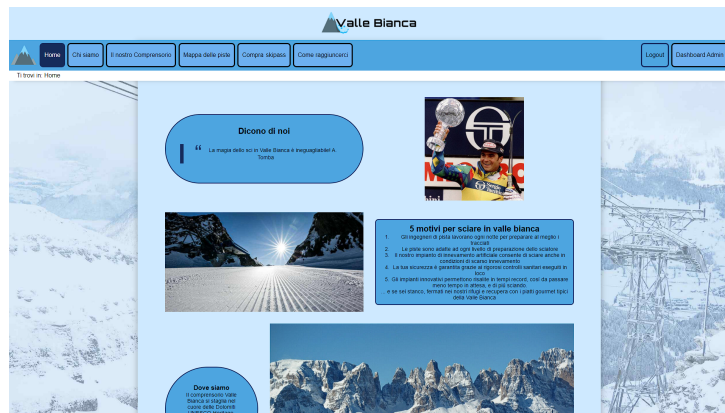 Valle Bianca
Home
Chi siamo
Il nostro Comprensorio
Mappa delle piste
Compra skipass
Come raggiungerci
Logout
Dashboard Admin
Ti trovi in: Home
Dicono di noi
“ La magia dello sci in Valle Bianca è ineguagliabile! A.
Tomba
5 motivi per sciare in valle bianca
1. Gli ingegneri di pista lavorano ogni notte per preparare al meglio i
tracciati
2. Le piste sono adatte ad ogni livello di preparazione dello sciatore
3. Il nostro impianto di innevamento artificiale consente di sciare anche in
condizioni di scarso innevamento
4. La tua sicurezza è garantita grazie ai rigorosi controlli sanitari eseguiti in
loco
5. Gli impianti innovativi permettono risalite in tempi record, così da passare
meno tempo in attesa, e di più sciando.
... e se sei stanco, fermati nei nostri rifugi e recupera con i piatti gourmet tipici
della Valle Bianca
Dove siamo
Il comprensorio Valle
Bianca si staglia nel
cuore delle Dolomiti